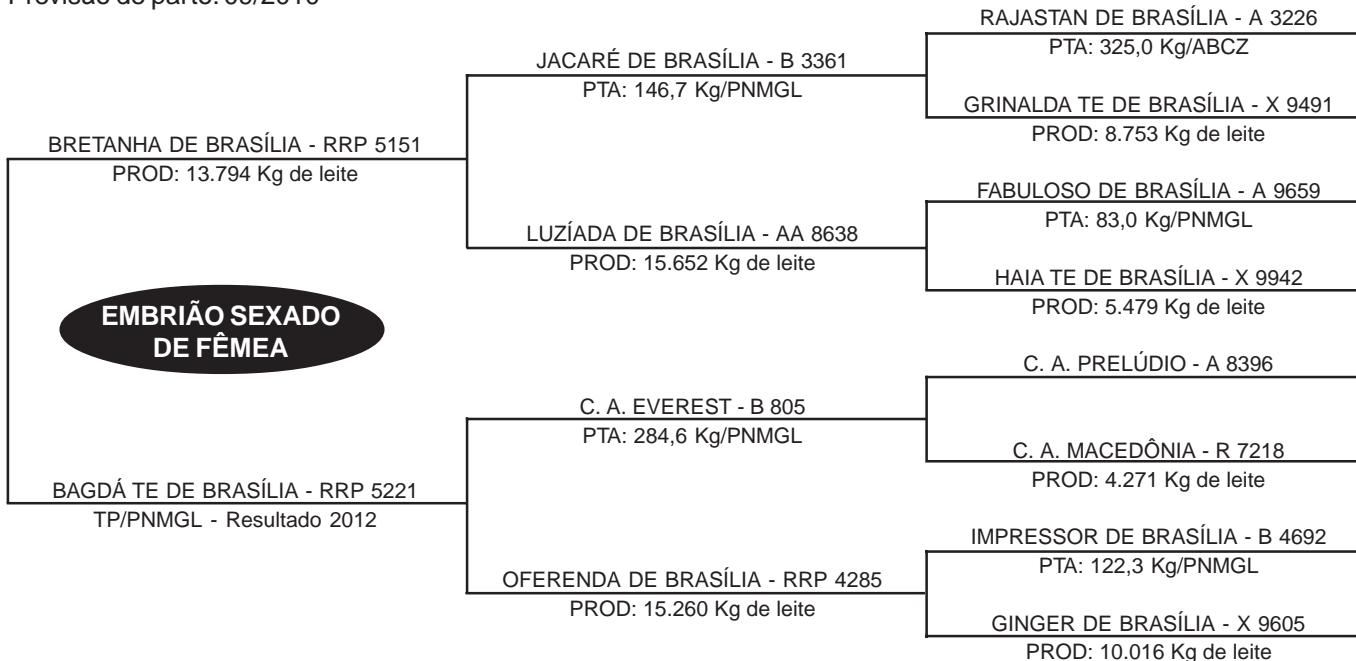 Previsão de parto: 09/2010
RAJASTAN DE BRASÍLIA - A 3226
PTA: 325,0 Kg/ABCZ
JACARÉ DE BRASÍLIA - B 3361
PTA: 146,7 Kg/PNMGL
GRINALDA TE DE BRASÍLIA - X 9491
PROD: 8.753 Kg de leite
BRETANHA DE BRASÍLIA - RRP 5151
PROD: 13.794 Kg de leite
FABULOSO DE BRASÍLIA - A 9659
PTA: 83,0 Kg/PNMGL
LUZÍADA DE BRASÍLIA - AA 8638
PROD: 15.652 Kg de leite
HAIA TE DE BRASÍLIA - X 9942
PROD: 5.479 Kg de leite
EMBRIÃO SEXADO
DE FÊMEA
C. A. PRELÚDIO - A 8396
C. A. EVEREST - B 805
PTA: 284,6 Kg/PNMGL
C. A. MACEDÔNIA - R 7218
PROD: 4.271 Kg de leite
BAGDÁ TE DE BRASÍLIA - RRP 5221
TP/PNMGL - Resultado 2012
IMPRESSOR DE BRASÍLIA - B 4692
PTA: 122,3 Kg/PNMGL
OFERENDA DE BRASÍLIA - RRP 4285
PROD: 15.260 Kg de leite
GINGER DE BRASÍLIA - X 9605
PROD: 10.016 Kg de leite